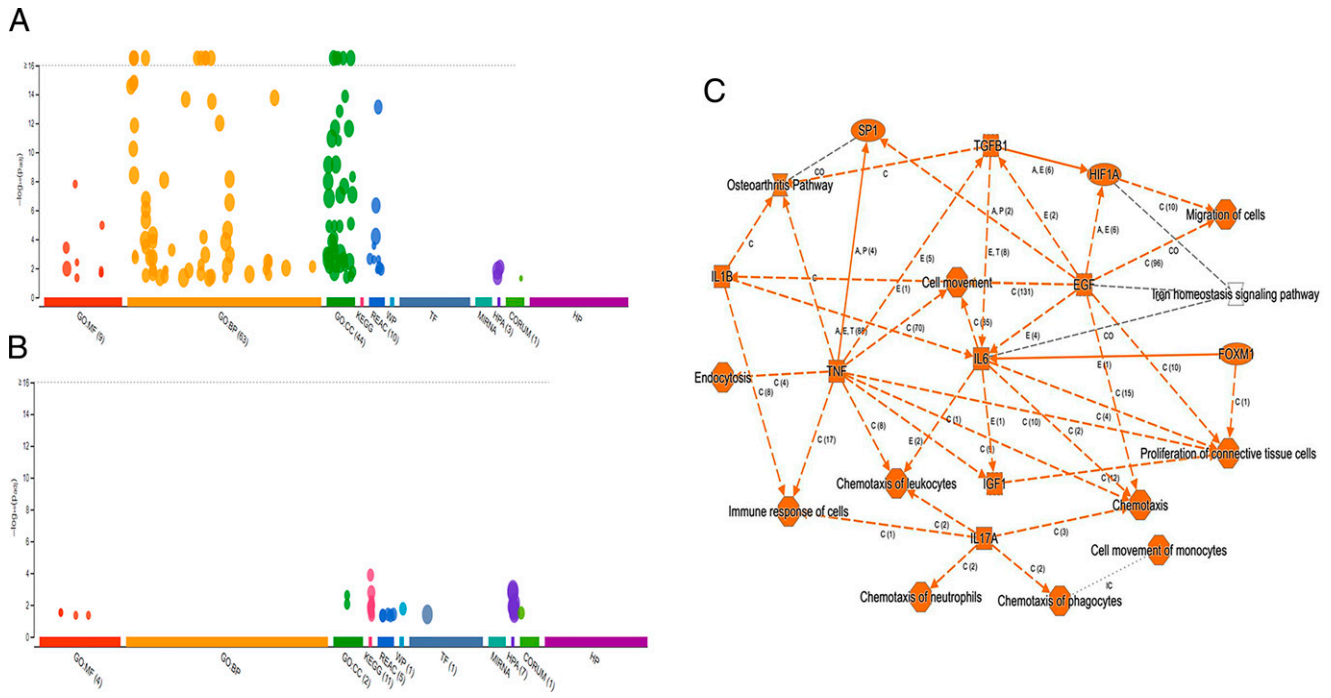 A
≥16
14
12
10
8
6
4
2
0
-log₁₀(p_adj)
GO:MF (9)
GO:BP (63)
GO:CC (44)
KEGG
REAC (10)
WP
TF
MIRNA
HPA (3)
CORUM (1)
HP
B
≥16
14
12
10
8
6
4
2
0
-log₁₀(p_adj)
GO:MF (4)
GO:BP
GO:CC (2)
KEGG (11)
REAC (5)
WP (1)
TF (1)
MIRNA
HPA (7)
CORUM (1)
HP
C
SP1
TGFB1
HIF1A
CO
C
A, E (6)
Osteoarthritis Pathway
C (10)
Migration of cells
A, P (2)
E (2)
A, E (6)
CO
C
A, P (4)
E (5)
E, T (8)
C (96)
IL1B
C
E (1)
Cell movement
C (131)
EGF
Iron homeostasis signaling pathway
C (70)
C (35)
E (4)
CO
FOXM1
Endocytosis
C (4)
TNF
IL6
E (1)
C (10)
C (8)
C (15)
C (1)
C (17)
C (8)
C (1)
E (1)
C (10)
C (4)
C (2)
E (2)
Proliferation of connective tissue cells
Chemotaxis of leukocytes
IGF1
C (12)
Immune response of cells
Chemotaxis
C (2)
C (1)
IL17A
C (3)
Cell movement of monocytes
C (2)
C (2)
IC
Chemotaxis of neutrophils
Chemotaxis of phagocytes